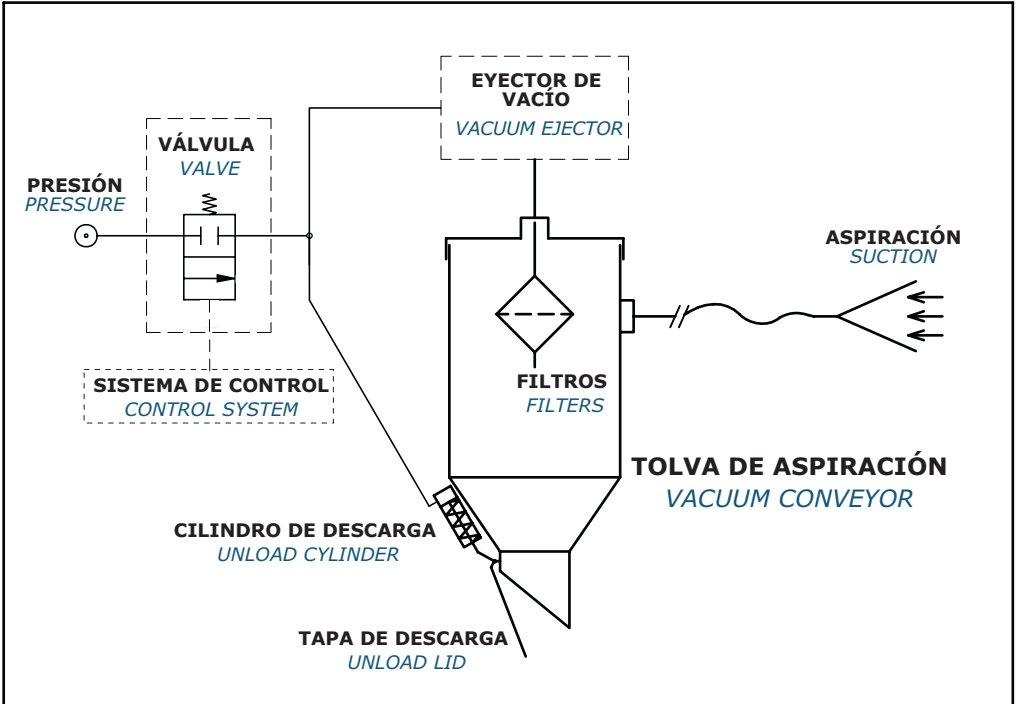 EYECTOR DE
VACÍO
VACUUM EJECTOR
VÁLVULA
VALVE
PRESIÓN
PRESSURE
ASPIRACIÓN
SUCTION
SISTEMA DE CONTROL
CONTROL SYSTEM
FILTROS
FILTERS
TOLVA DE ASPIRACIÓN
VACUUM CONVEYOR
CILINDRO DE DESCARGA
UNLOAD CYLINDER
TAPA DE DESCARGA
UNLOAD LID